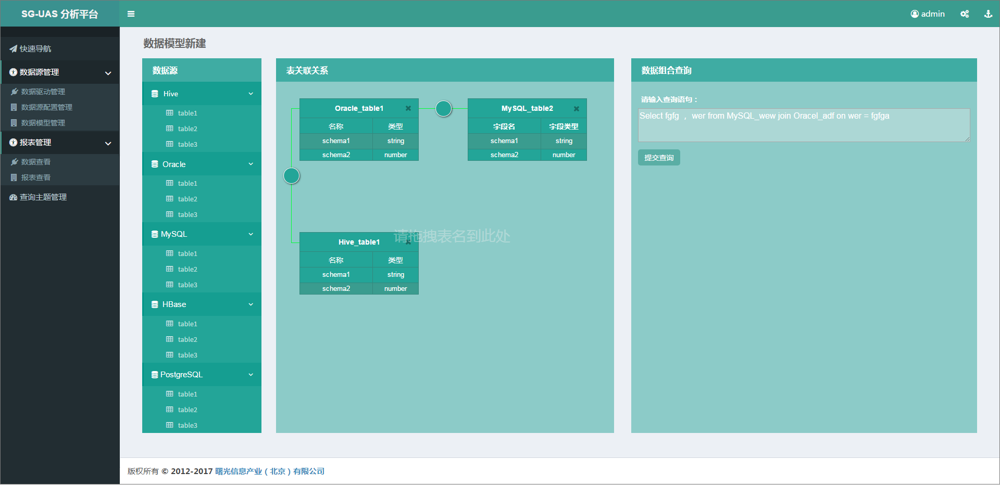 SG-UAS 分析平台
admin
快速导航
数据源管理
数据驱动管理
数据源配置管理
数据模型管理
报表管理
数据查看
报表查看
查询主题管理
数据模型新建
数据源
Hive
table1
table2
table3
Oracle
table1
table2
table3
MySQL
table1
table2
table3
HBase
table1
table2
table3
PostgreSQL
table1
table2
table3
表关联关系
Oracle_table1
名称 类型
schema1 string
schema2 number
MySQL_table2
字段名 字段类型
schema1 string
schema2 number
请拖拽表名到此处
Hive_table1
名称 类型
schema1 string
schema2 number
数据组合查询
请输入查询语句：
Select fgfg ， wer from MySQL_wew join Oracel_adf on wer = fgfga
提交查询
版权所有 © 2012-2017 曙光信息产业（北京）有限公司